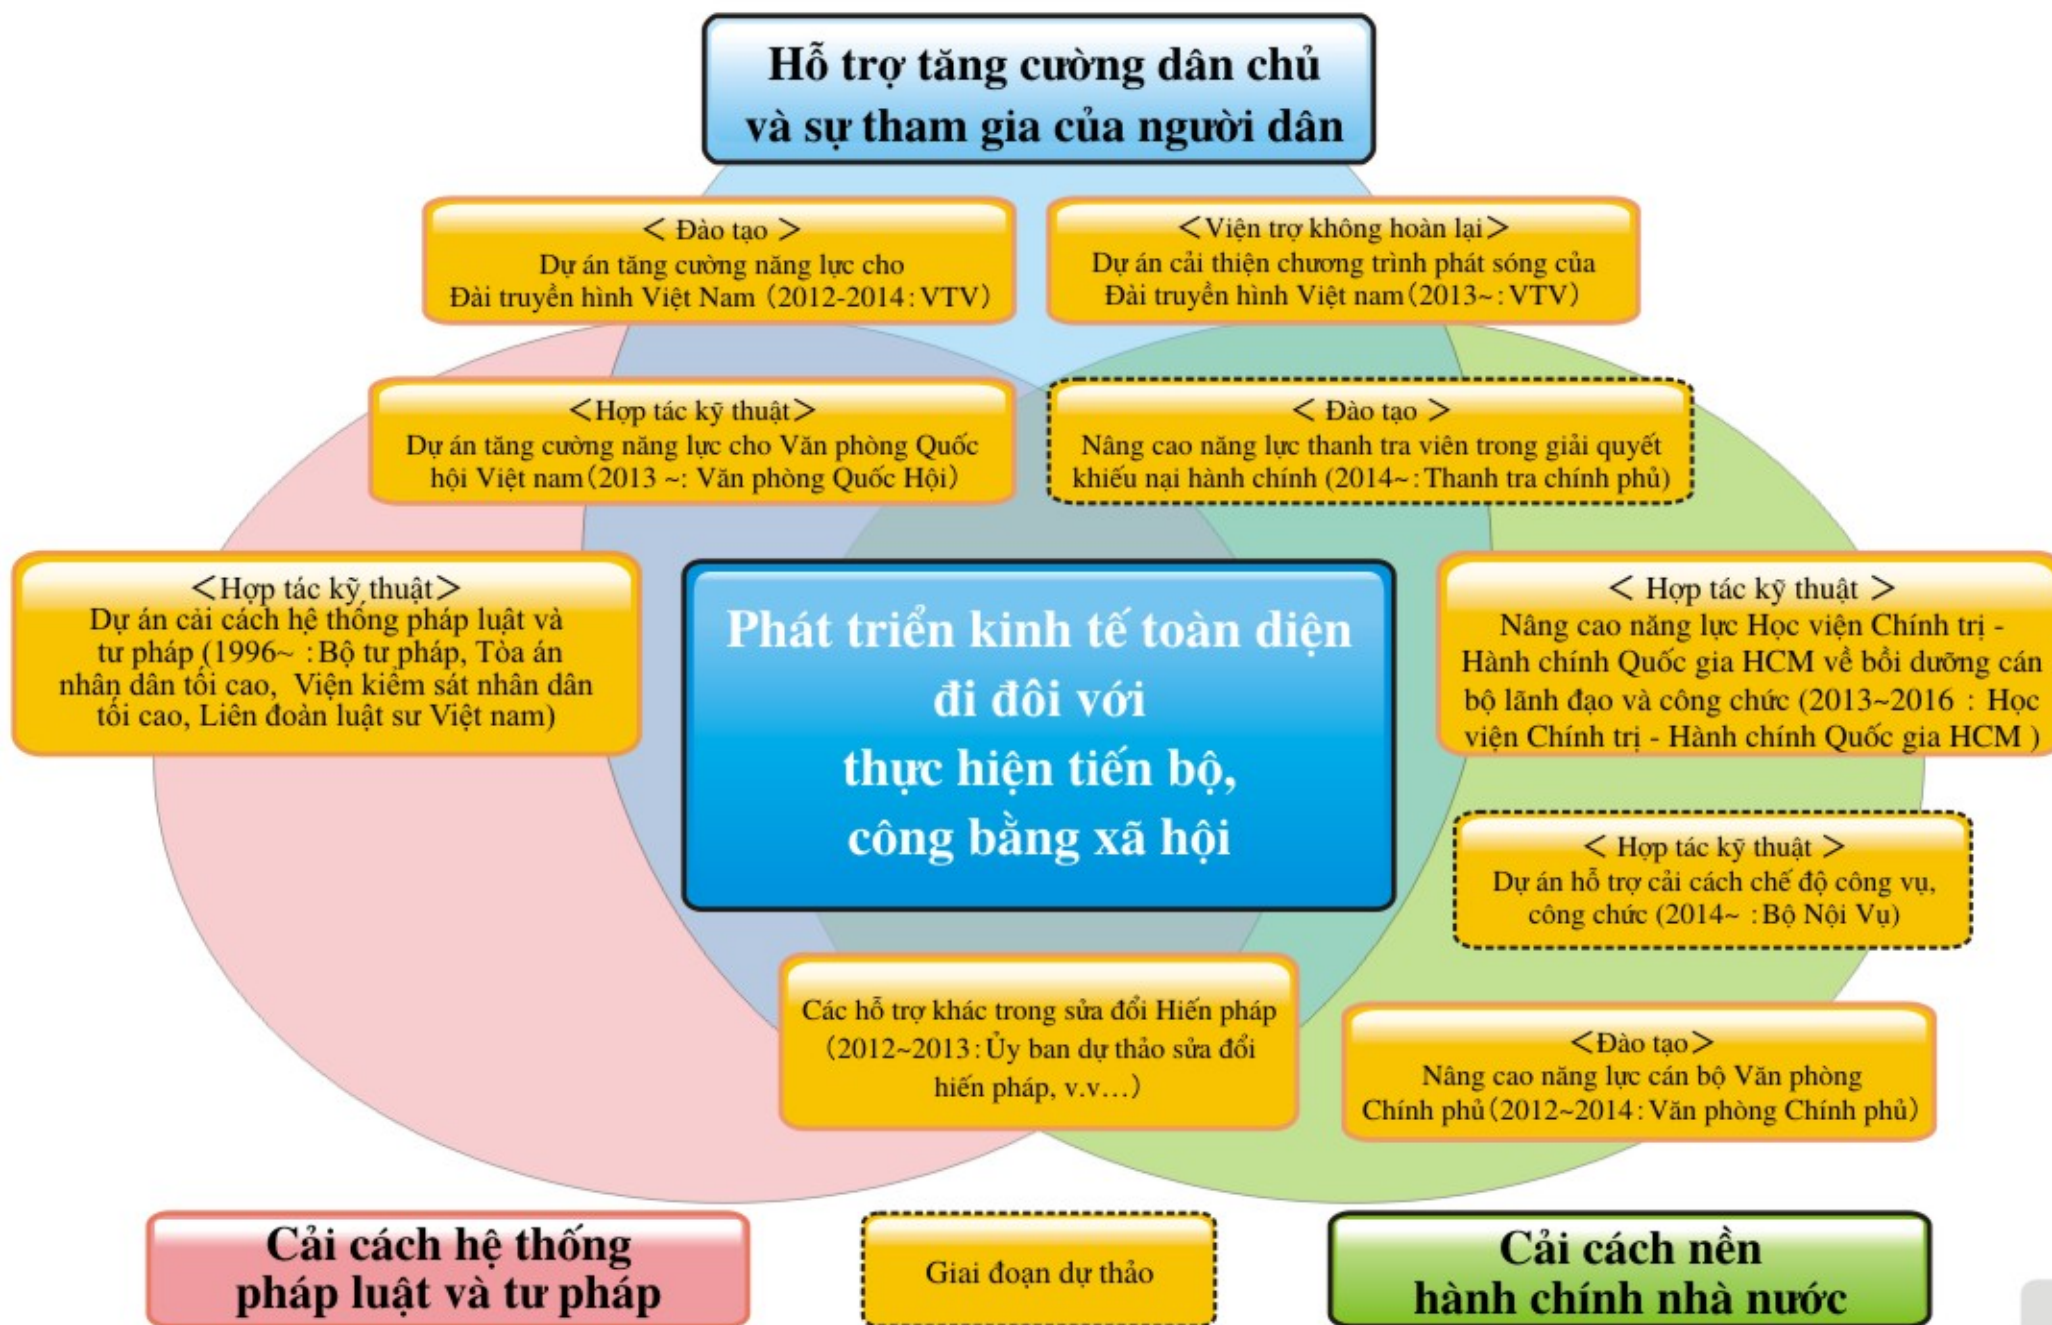 Hỗ trợ tăng cường dân chủ
và sự tham gia của người dân
< Đào tạo >
Dự án tăng cường năng lực cho
Đài truyền hình Việt Nam (2012-2014:VTV)
<Viện trợ không hoàn lại>
Dự án cải thiện chương trình phát sóng của
Đài truyền hình Việt nam(2013~:VTV)
<Hợp tác kỹ thuật>
Dự án tăng cường năng lực cho Văn phòng Quốc
hội Việt nam(2013 ~: Văn phòng Quốc Hội)
< Đào tạo >
Nâng cao năng lực thanh tra viên trong giải quyết
khiếu nại hành chính (2014~:Thanh tra chính phủ)
<Hợp tác kỹ thuật>
Dự án cải cách hệ thống pháp luật và
tư pháp (1996~ :Bộ tư pháp, Tòa án
nhân dân tối cao, Viện kiểm sát nhân dân
tối cao, Liên đoàn luật sư Việt nam)
Phát triển kinh tế toàn diện
đi đôi với
thực hiện tiến bộ,
công bằng xã hội
< Hợp tác kỹ thuật >
Nâng cao năng lực Học viện Chính trị -
Hành chính Quốc gia HCM về bồi dưỡng cán
bộ lãnh đạo và công chức (2013~2016 : Học
viện Chính trị - Hành chính Quốc gia HCM )
< Hợp tác kỹ thuật >
Dự án hỗ trợ cải cách chế độ công vụ,
công chức (2014~ :Bộ Nội Vụ)
Các hỗ trợ khác trong sửa đổi Hiến pháp
(2012~2013:Ủy ban dự thảo sửa đổi
hiến pháp, v.v…)
<Đào tạo>
Nâng cao năng lực cán bộ Văn phòng
Chính phủ(2012~2014:Văn phòng Chính phủ)
Cải cách hệ thống
pháp luật và tư pháp
Giai đoạn dự thảo
Cải cách nền
hành chính nhà nước